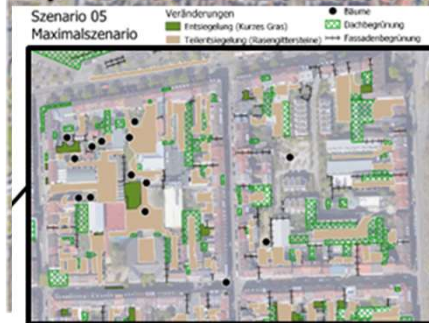 Szenario 05
Maximalszenario
Veränderungen
Entsiegelung (Kurzes Gras)
Teilentsiegelung (Rasengittersteine)
Bäume
Dachbegrünung
Fassadenbegrünung